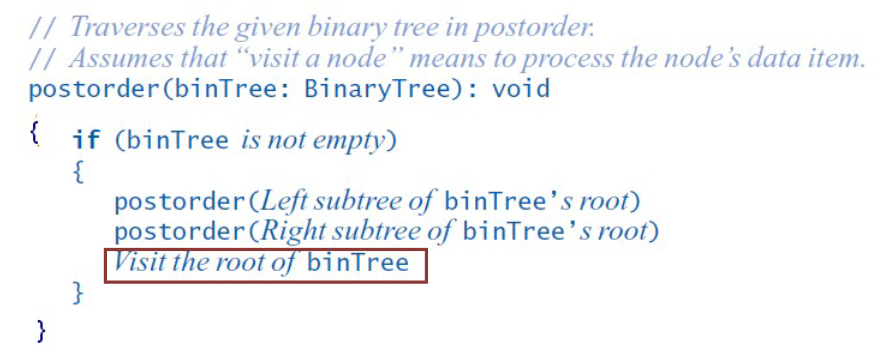 // Traverses the given binary tree in postorder.
// Assumes that “visit a node” means to process the node’s data item.
postorder(binTree: BinaryTree): void
{ if (binTree is not empty)
{
postorder(Left subtree of binTree’s root)
postorder(Right subtree of binTree’s root)
Visit the root of binTree
}
}